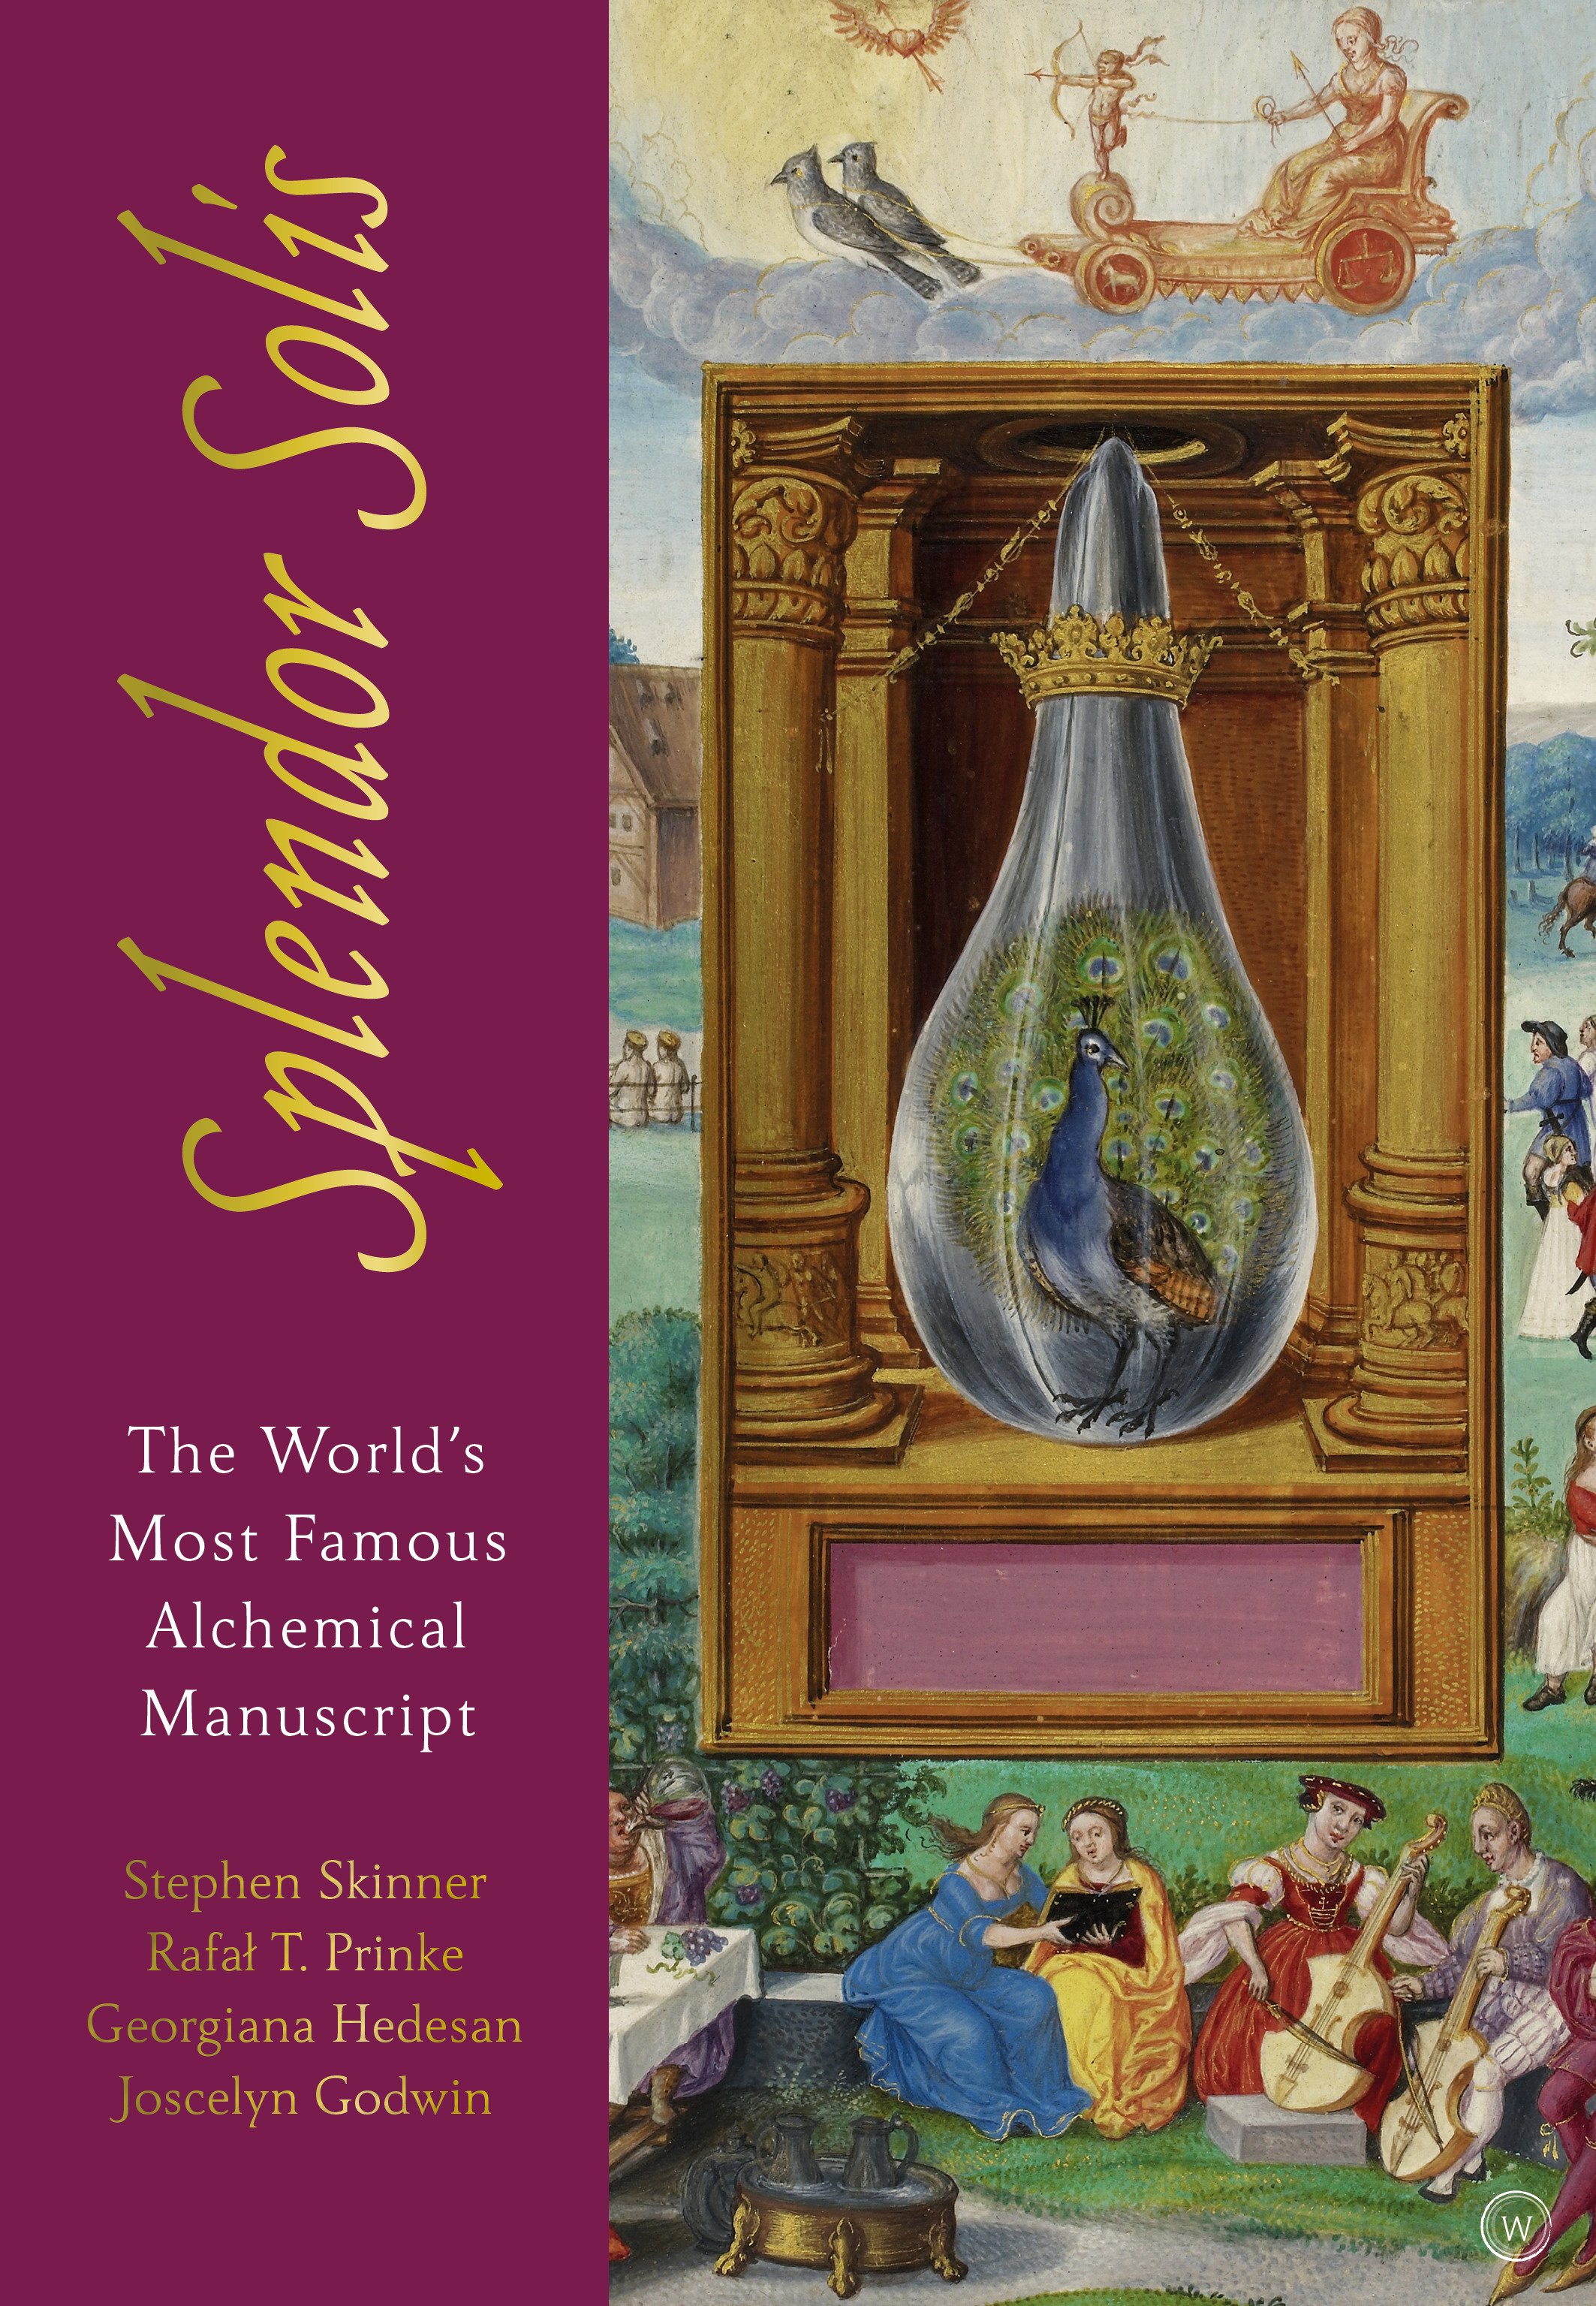 Splendor Solis
The World’s
Most Famous
Alchemical
Manuscript
Stephen Skinner
Rafał T. Prinke
Georgiana Hedesan
Joscelyn Godwin
W